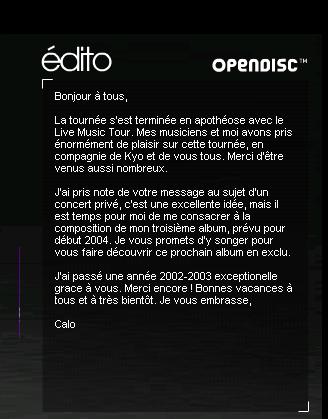 édito
OPENDISC™
Bonjour à tous,
La tournée s'est terminée en apothéose avec le
Live Music Tour. Mes musiciens et moi avons pris
énormément de plaisir sur cette tournée, en
compagnie de Kyo et de vous tous. Merci d'être
venus aussi nombreux.
J'ai pris note de votre message au sujet d'un
concert privé, c'est une excellente idée, mais il
est temps pour moi de me consacrer à la
composition de mon troisième album, prévu pour
début 2004. Je vous promets d'y songer pour
vous faire découvrir ce prochain album en exclu.
J'ai passé une année 2002-2003 exceptionelle
grace à vous. Merci encore ! Bonnes vacances à
tous et à très bientôt. Je vous embrasse,
Calo